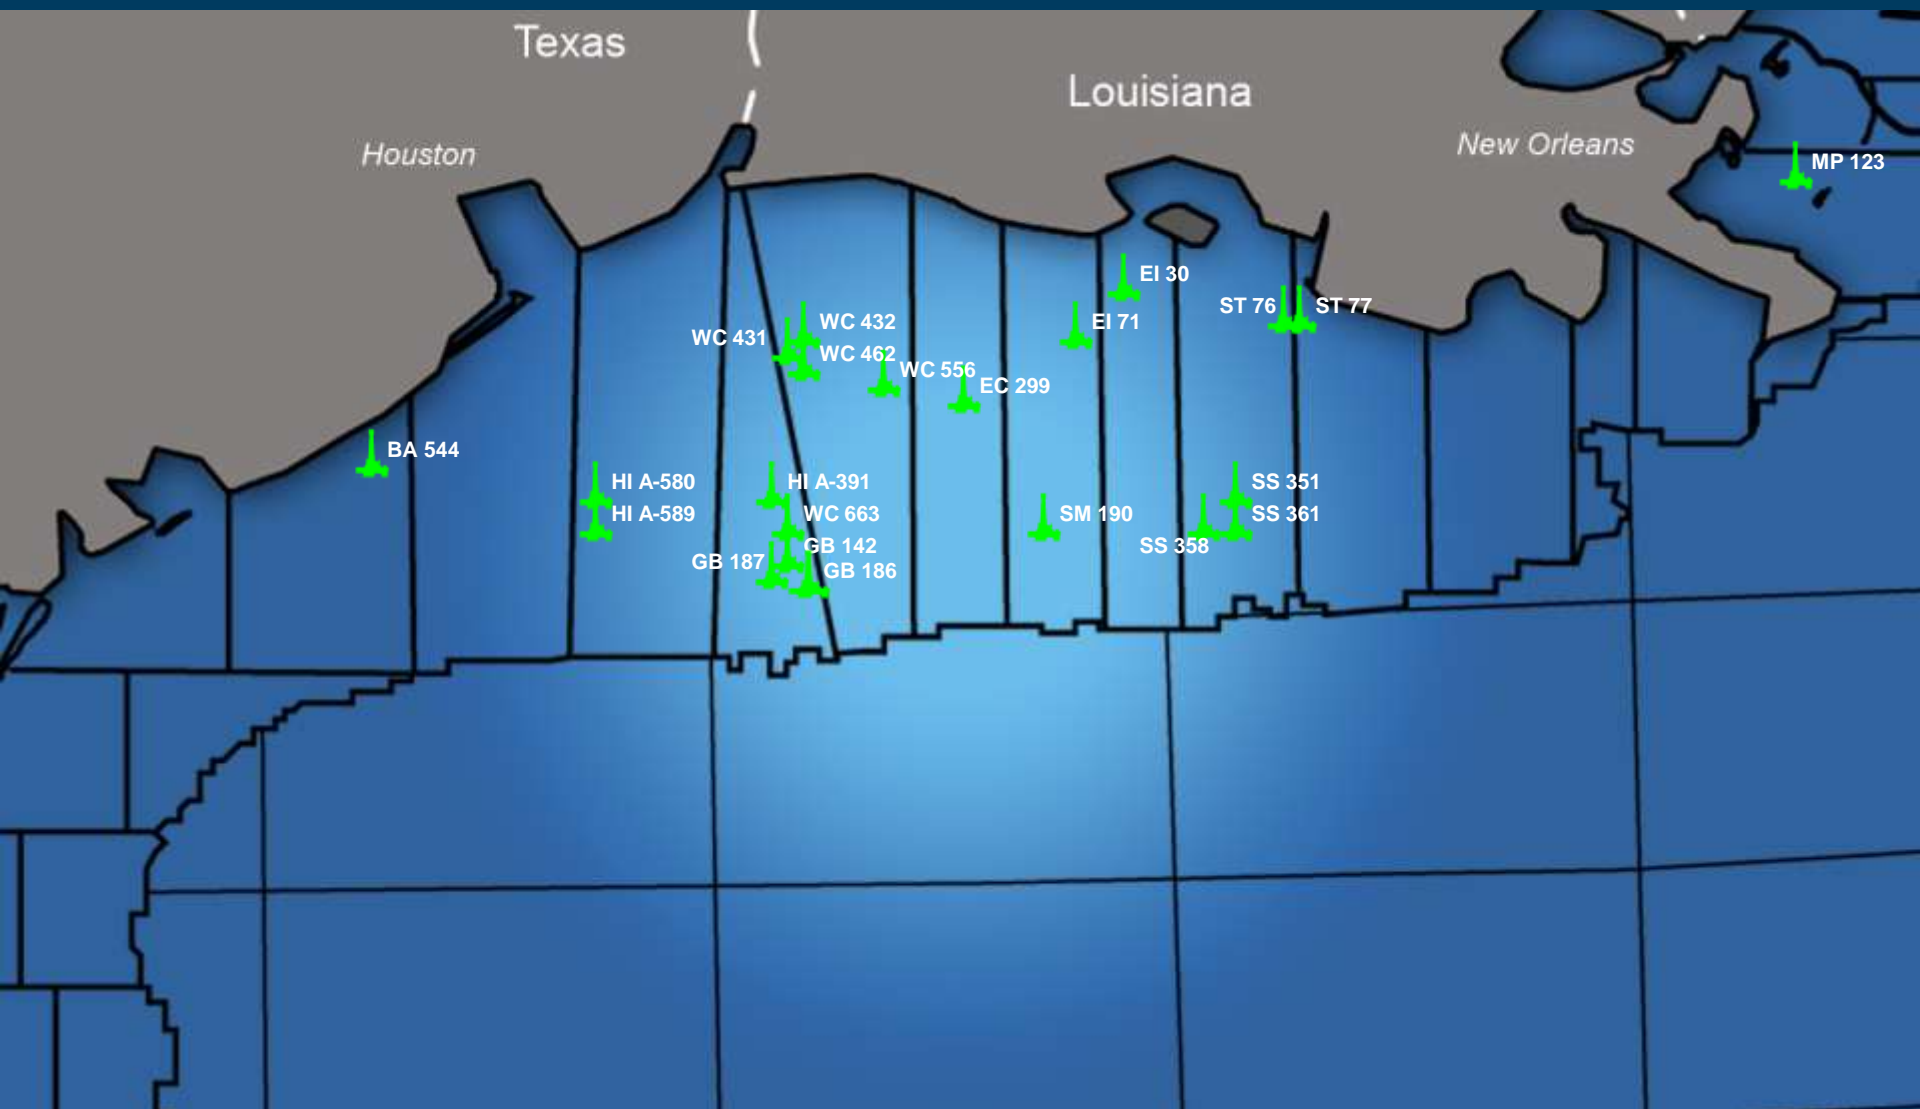 Texas
Louisiana
Houston
New Orleans
MP 123
EI 30
ST 76
ST 77
WC 432
EI 71
WC 431
WC 462
WC 556
EC 299
BA 544
HI A-580
HI A-391
SS 351
HI A-589
WC 663
SM 190
SS 361
GB 142
SS 358
GB 187
GB 186